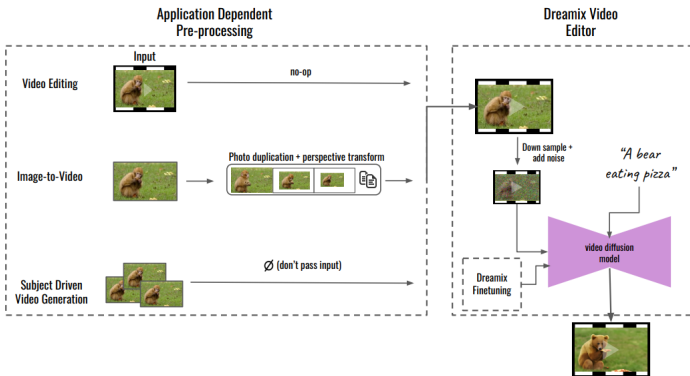 Application Dependent
Pre-processing
Dreamix Video
Editor
Input
Video Editing
no-op
Down sample +
add noise
“A bear
eating pizza”
Image-to-Video
Photo duplication + perspective transform
video diffusion
model
Dreamix
Finetuning
Subject Driven
Video Generation
Ø (don't pass input)